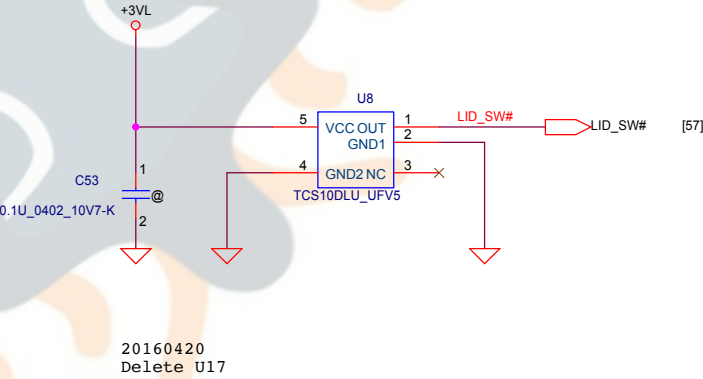 +3VL
U8
5
VCC OUT
1
LID_SW#
LID_SW#
[57]
GND1
2
4
GND2 NC
3
TCS10DLU_UFV5
1
C53
@
0.1U_0402_10V7-K
2
20160420
Delete U17